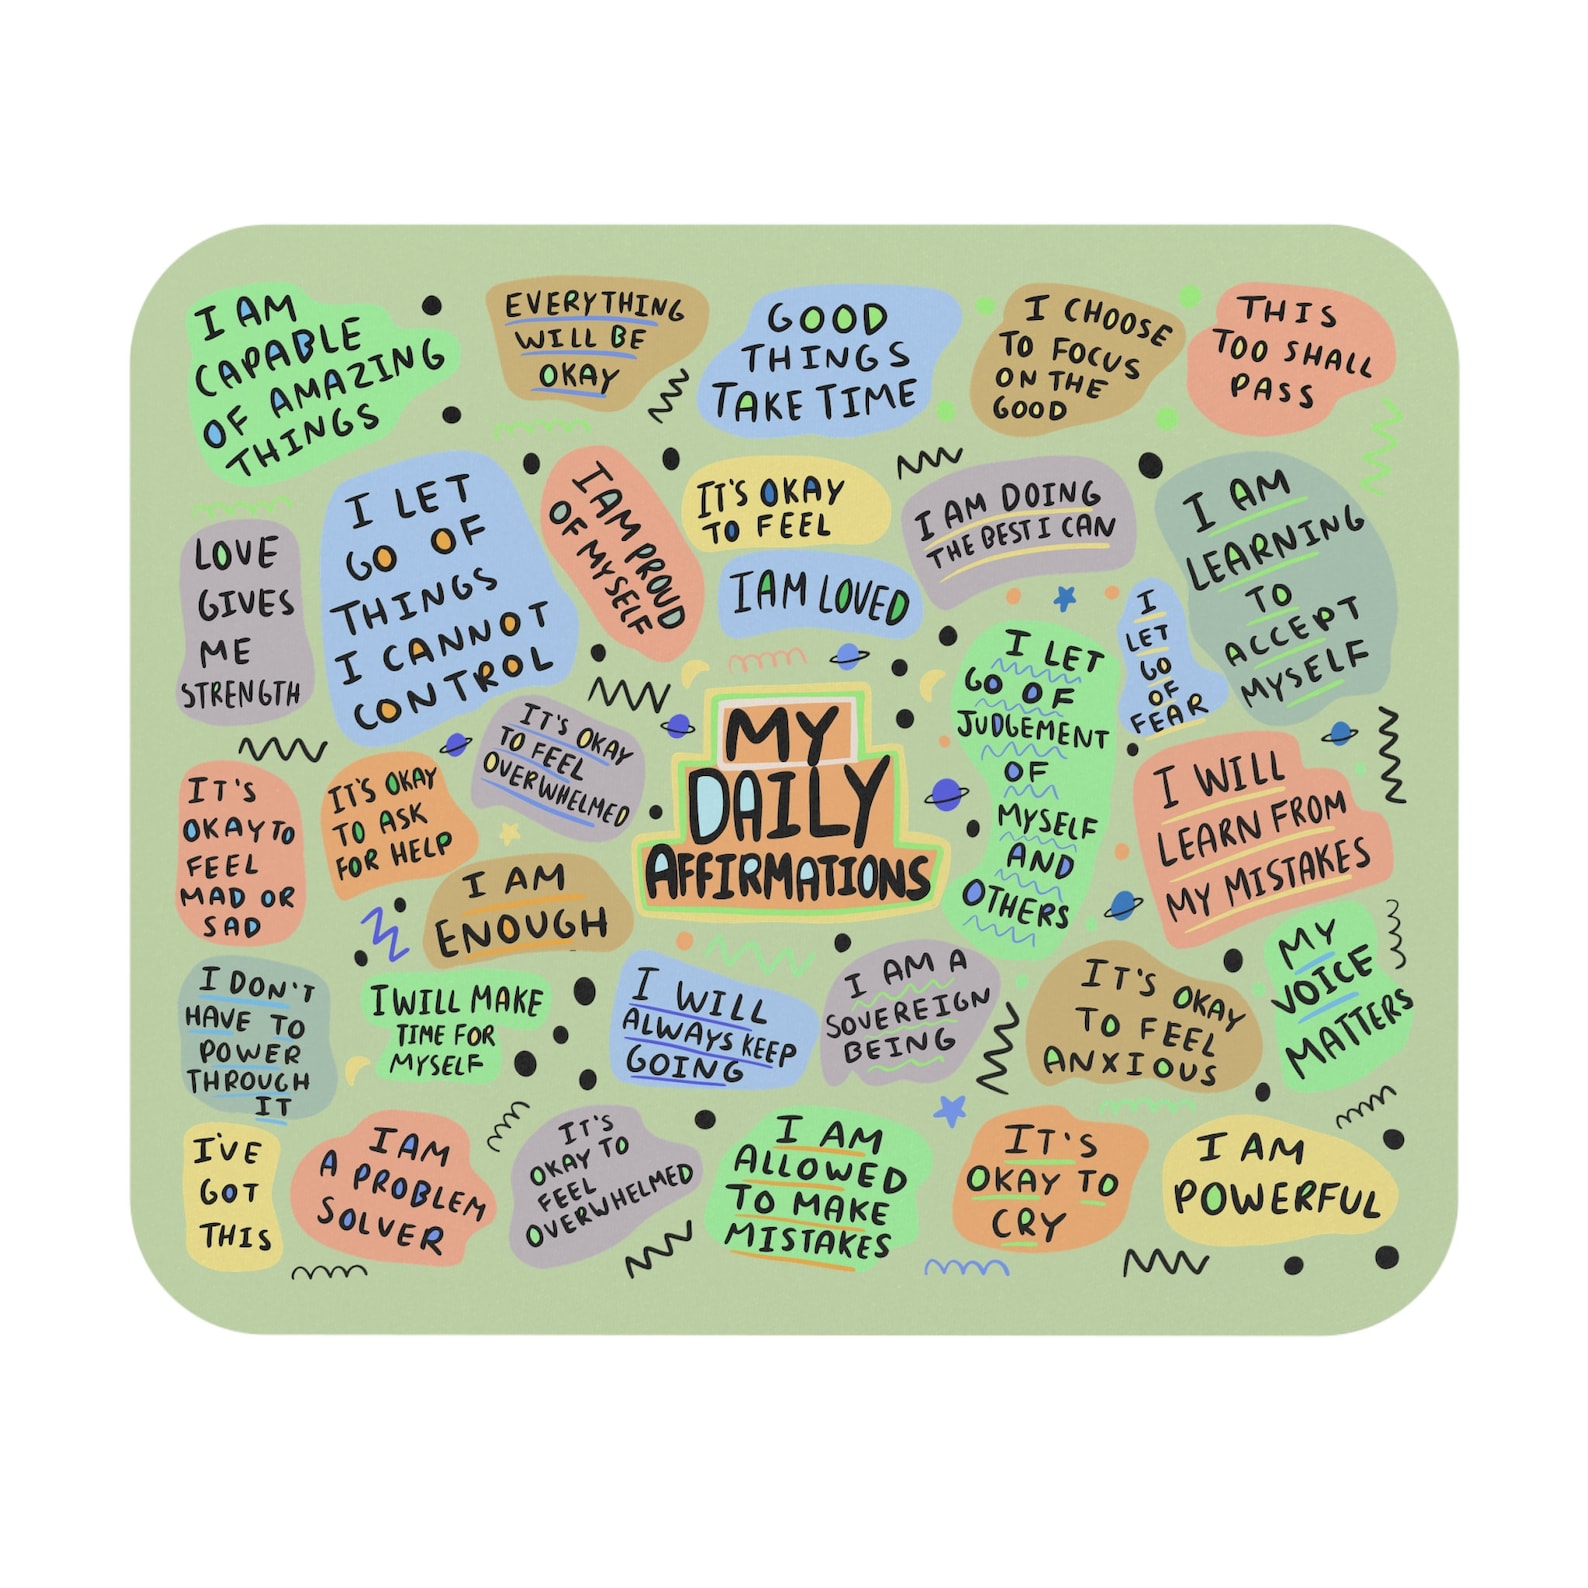 I AM
CAPABLE
OF AMAZING
THINGS
EVERYTHING
WILL BE
OKAY
GOOD
THINGS
TAKE TIME
I CHOOSE
TO FOCUS
ON THE
GOOD
THIS
TOO SHALL
PASS
LOVE
GIVES
ME
STRENGTH
I LET
GO OF
THINGS
I CANNOT
CONTROL
I AM PROUD
OF MYSELF
IT'S OKAY
TO FEEL
I AM LOVED
I AM DOING
THE BEST I CAN
I LET
GO OF
JUDGEMENT
OF
MYSELF
AND
OTHERS
I
LET
GO
OF
FEAR
I AM
LEARNING
TO
ACCEPT
MYSELF
IT'S
OKAY TO
FEEL
MAD OR
SAD
IT'S OKAY
TO ASK
FOR HELP
IT'S OKAY
TO FEEL
OVERWHELMED
MY
DAILY
AFFIRMATIONS
I WILL
LEARN FROM
MY MISTAKES
I AM
ENOUGH
I DON'T
HAVE TO
POWER
THROUGH
IT
I WILL MAKE
TIME FOR
MYSELF
I WILL
ALWAYS KEEP
GOING
I AM A
SOVEREIGN
BEING
IT'S OKAY
TO FEEL
ANXIOUS
MY
VOICE
MATTERS
I'VE
GOT
THIS
I AM
A PROBLEM
SOLVER
IT'S
OKAY TO
FEEL
OVERWHELMED
I AM
ALLOWED
TO MAKE
MISTAKES
IT'S
OKAY TO
CRY
I AM
POWERFUL